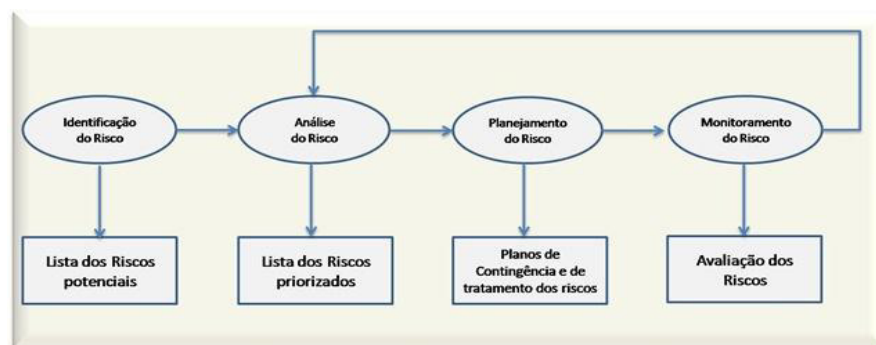 Identificação
do Risco
Análise
do Risco
Planejamento
do Risco
Monitoramento
do Risco
Lista dos Riscos
potenciais
Lista dos Riscos
priorizados
Planos de
Contingência e de
tratamento dos riscos
Avaliação dos
Riscos